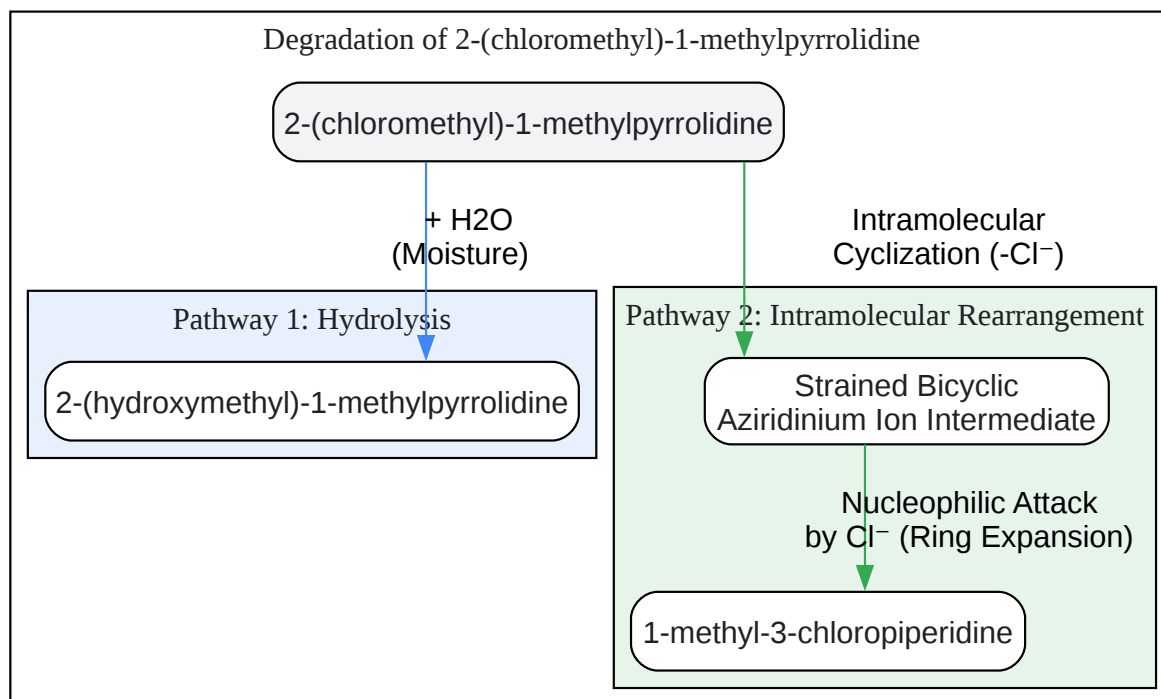 Degradation of 2-(chloromethyl)-1-methylpyrrolidine
2-(chloromethyl)-1-methylpyrrolidine
+ H2O
(Moisture)
Intramolecular
Cyclization (-Cl⁻)
Pathway 1: Hydrolysis
2-(hydroxymethyl)-1-methylpyrrolidine
Pathway 2: Intramolecular Rearrangement
Strained Bicyclic
Aziridinium Ion Intermediate
Nucleophilic Attack
by Cl⁻ (Ring Expansion)
1-methyl-3-chloropiperidine